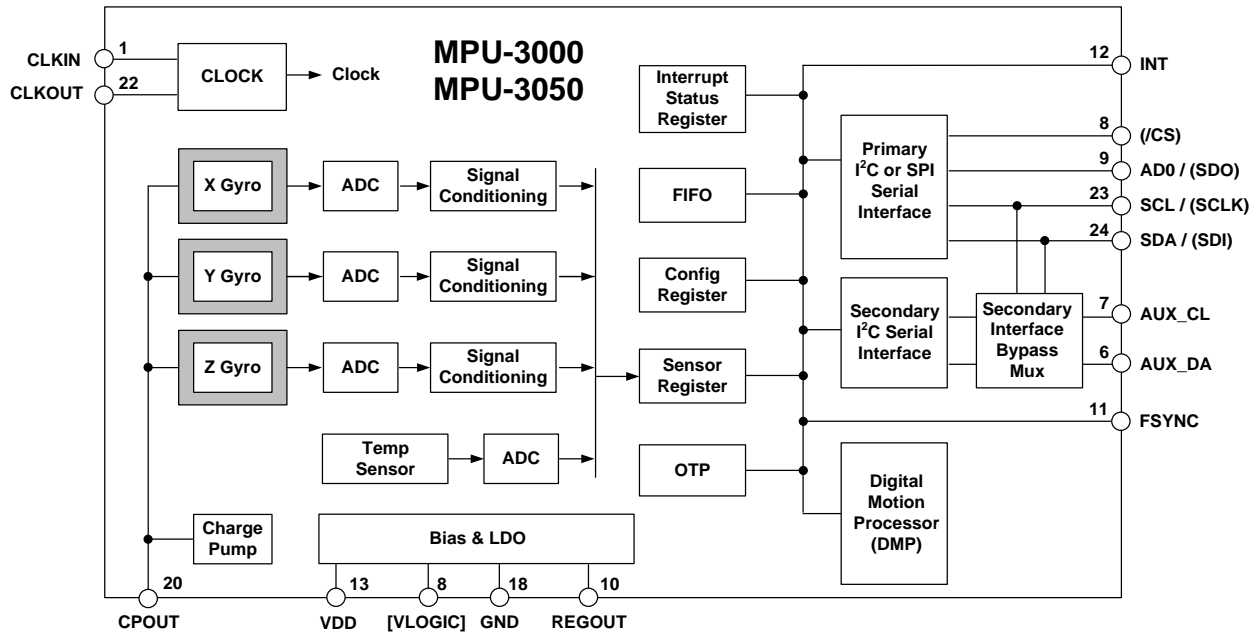 MPU-3000
MPU-3050
CLKIN
1
CLKOUT
22
CLOCK
Clock
X Gyro
ADC
Signal
Conditioning
Y Gyro
ADC
Signal
Conditioning
Z Gyro
ADC
Signal
Conditioning
Temp
Sensor
ADC
Charge
Pump
Bias & LDO
Interrupt
Status
Register
FIFO
Config
Register
Sensor
Register
OTP
Primary
I²C or SPI
Serial
Interface
Secondary
I²C Serial
Interface
Secondary
Interface
Bypass
Mux
Digital
Motion
Processor
(DMP)
12
INT
8
(/CS)
9
AD0 / (SDO)
23
SCL / (SCLK)
24
SDA / (SDI)
7
AUX_CL
6
AUX_DA
11
FSYNC
20
CPOUT
13
VDD
8
[VLOGIC]
18
GND
10
REGOUT